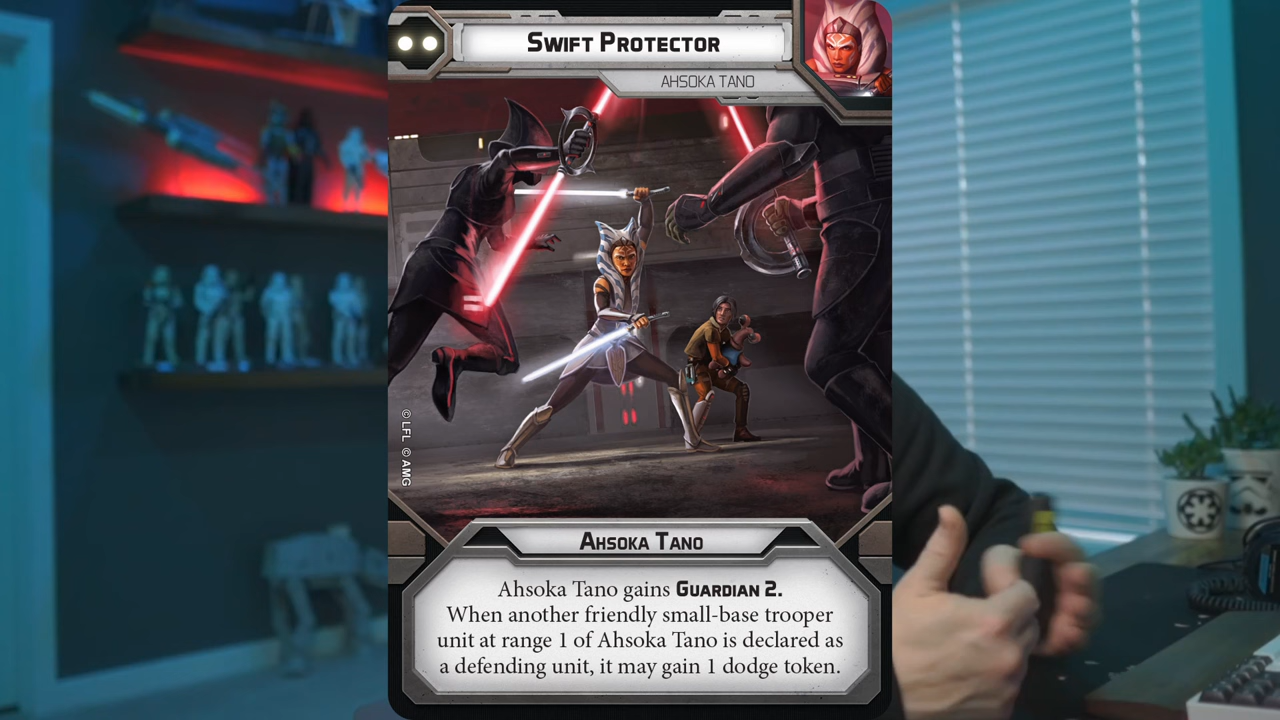 Swift Protector
AHSOKA TANO
© LFL © AMG
Ahsoka Tano
Ahsoka Tano gains Guardian 2.
When another friendly small-base trooper
unit at range 1 of Ahsoka Tano is declared as
a defending unit, it may gain 1 dodge token.